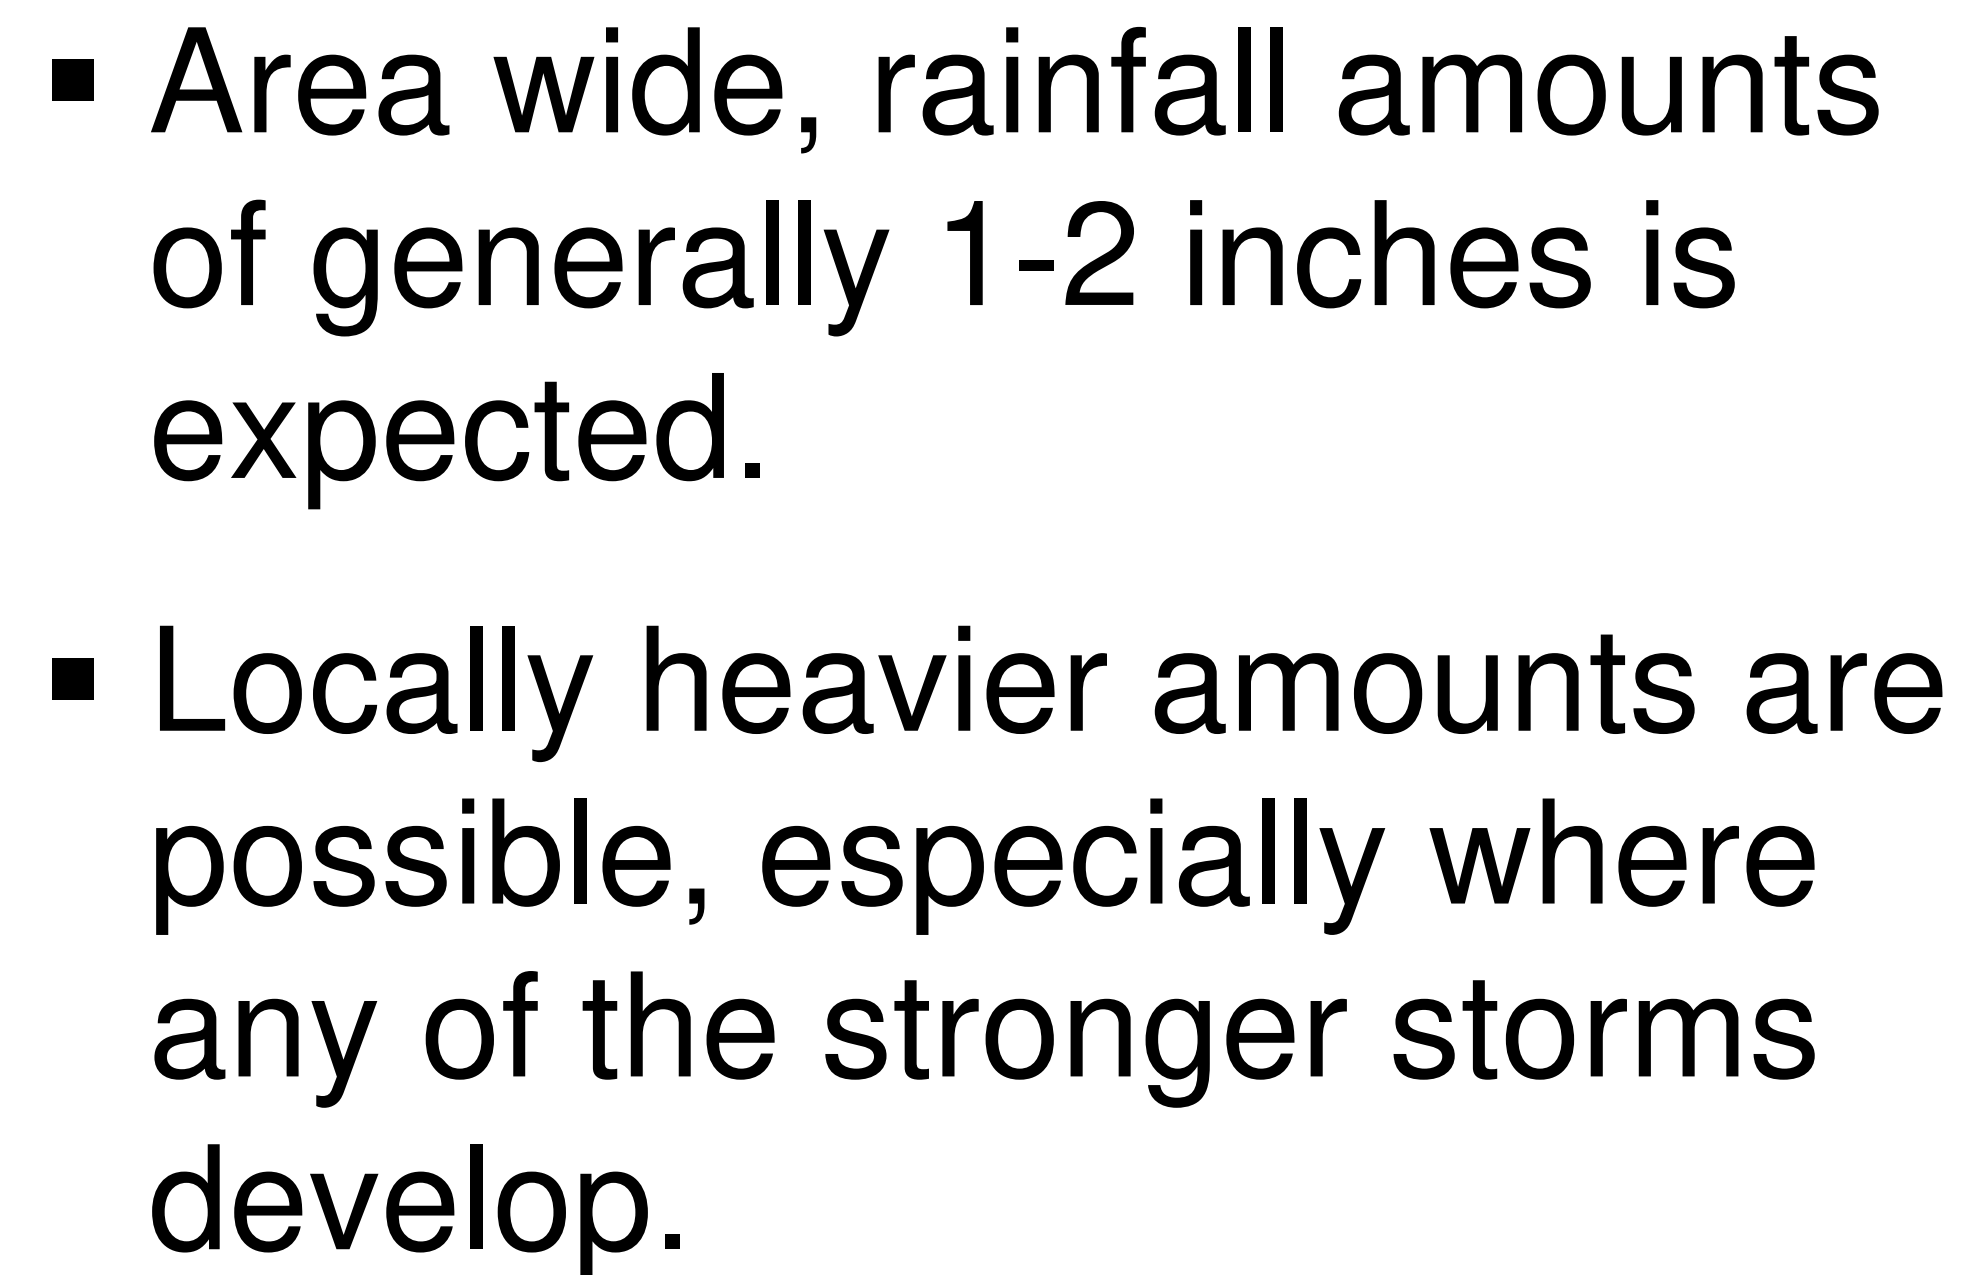 ▪ Area wide, rainfall amounts
of generally 1-2 inches is
expected.
▪ Locally heavier amounts are
possible, especially where
any of the stronger storms
develop.